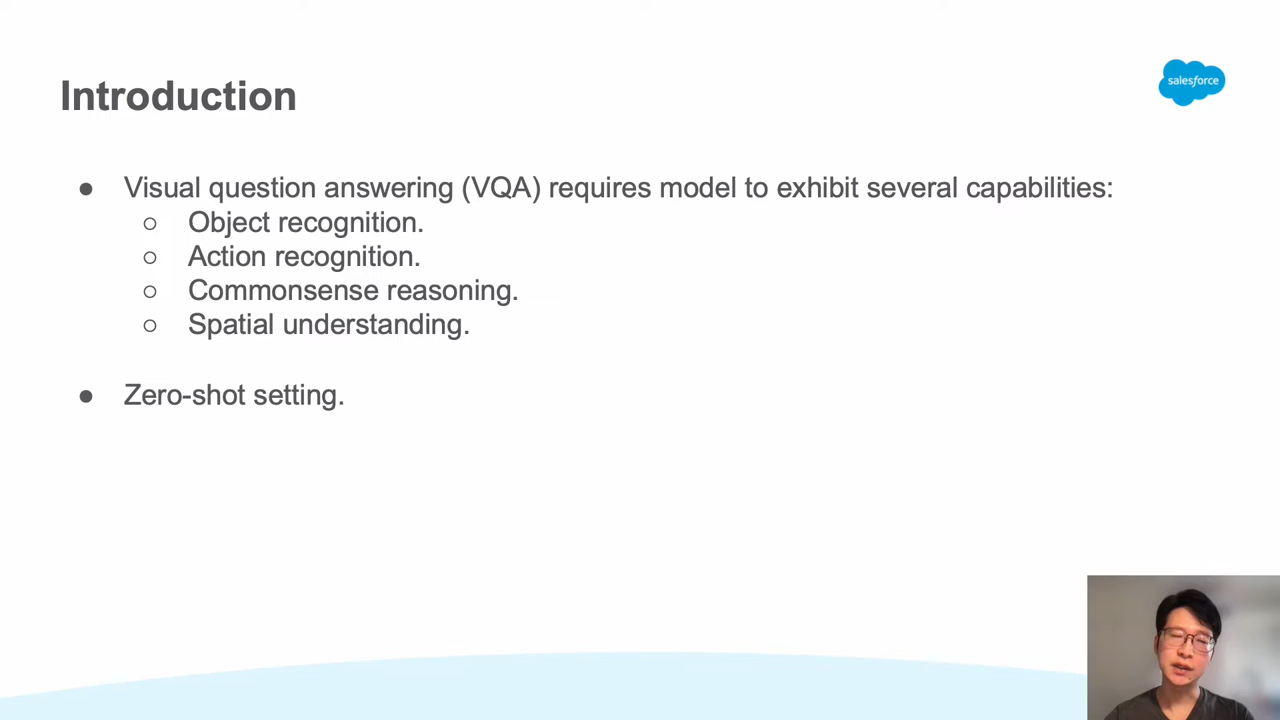 Introduction
salesforce
● Visual question answering (VQA) requires model to exhibit several capabilities:
○ Object recognition.
○ Action recognition.
○ Commonsense reasoning.
○ Spatial understanding.
● Zero-shot setting.